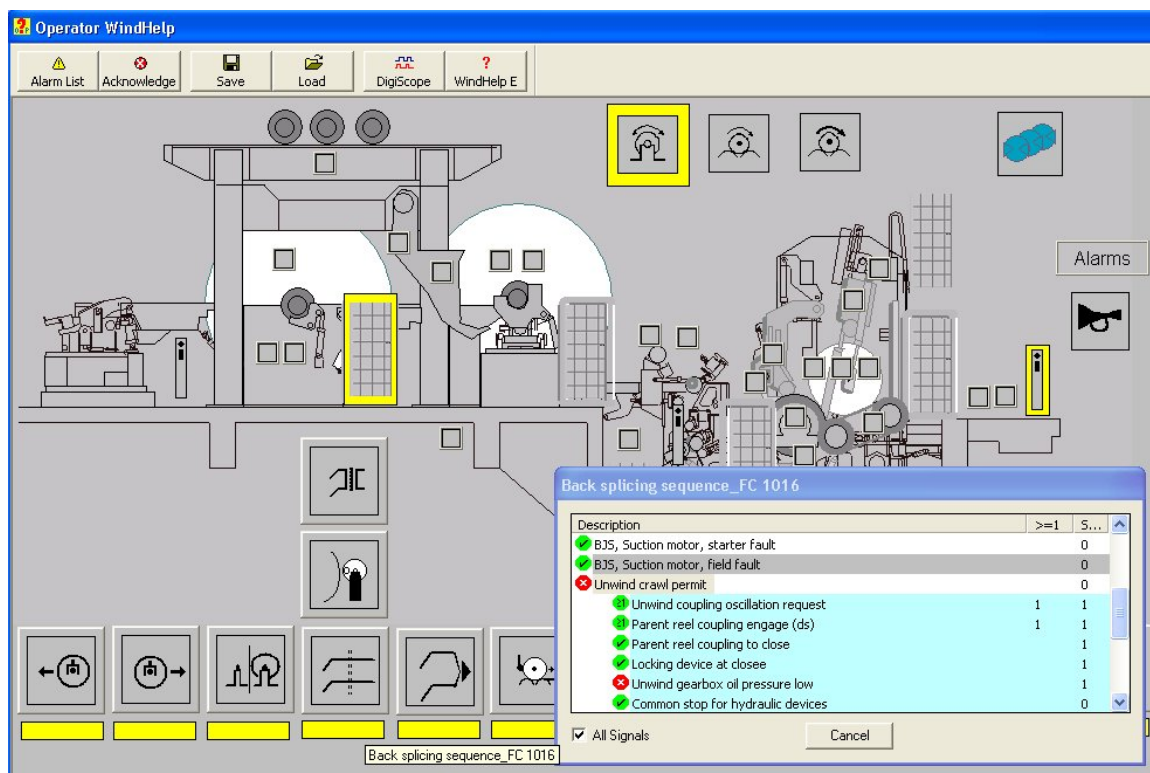 Operator WindHelp
Alarm List Acknowledge Save Load DigiScope WindHelp E
Alarms
Back splicing sequence_FC 1016
Description >=1 S...
BJS, Suction motor, starter fault 0
BJS, Suction motor, field fault 0
Unwind crawl permit 0
≥1 Unwind coupling oscillation request 1 1
≥1 Parent reel coupling engage (ds) 1 1
Parent reel coupling to close 1
Locking device at closee 1
Unwind gearbox oil pressure low 1
Common stop for hydraulic devices 0
All Signals Cancel
Back splicing sequence_FC 1016